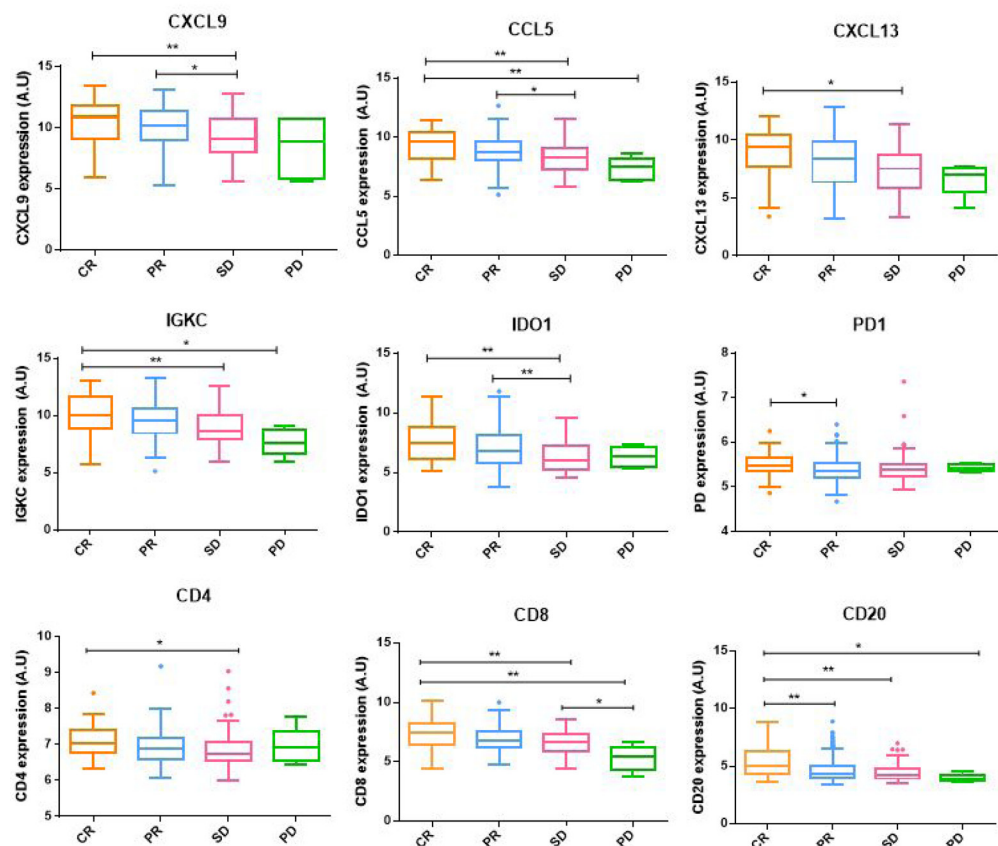 CXCL9
CXCL9 expression (A.U)
15
10
5
0
**
*
CR
PR
SD
PD
CCL5
CCL5 expression (A.U)
15
10
5
0
**
**
*
CR
PR
SD
PD
CXCL13
CXCL13 expression (A.U)
15
10
5
0
*
CR
PR
SD
PD
IGKC
IGKC expression (A.U)
15
10
5
0
*
**
CR
PR
SD
PD
IDO1
IDO1 expression (A.U)
15
10
5
0
**
**
CR
PR
SD
PD
PD1
PD expression (A.U)
8
7
6
5
4
*
CR
PR
SD
PD
CD4
CD4 expression (A.U)
10
9
8
7
6
5
*
CR
PR
SD
PD
CD8
CD8 expression (A.U)
15
10
5
0
**
**
*
CR
PR
SD
PD
CD20
CD20 expression (A.U)
15
10
5
0
*
**
**
CR
PR
SD
PD